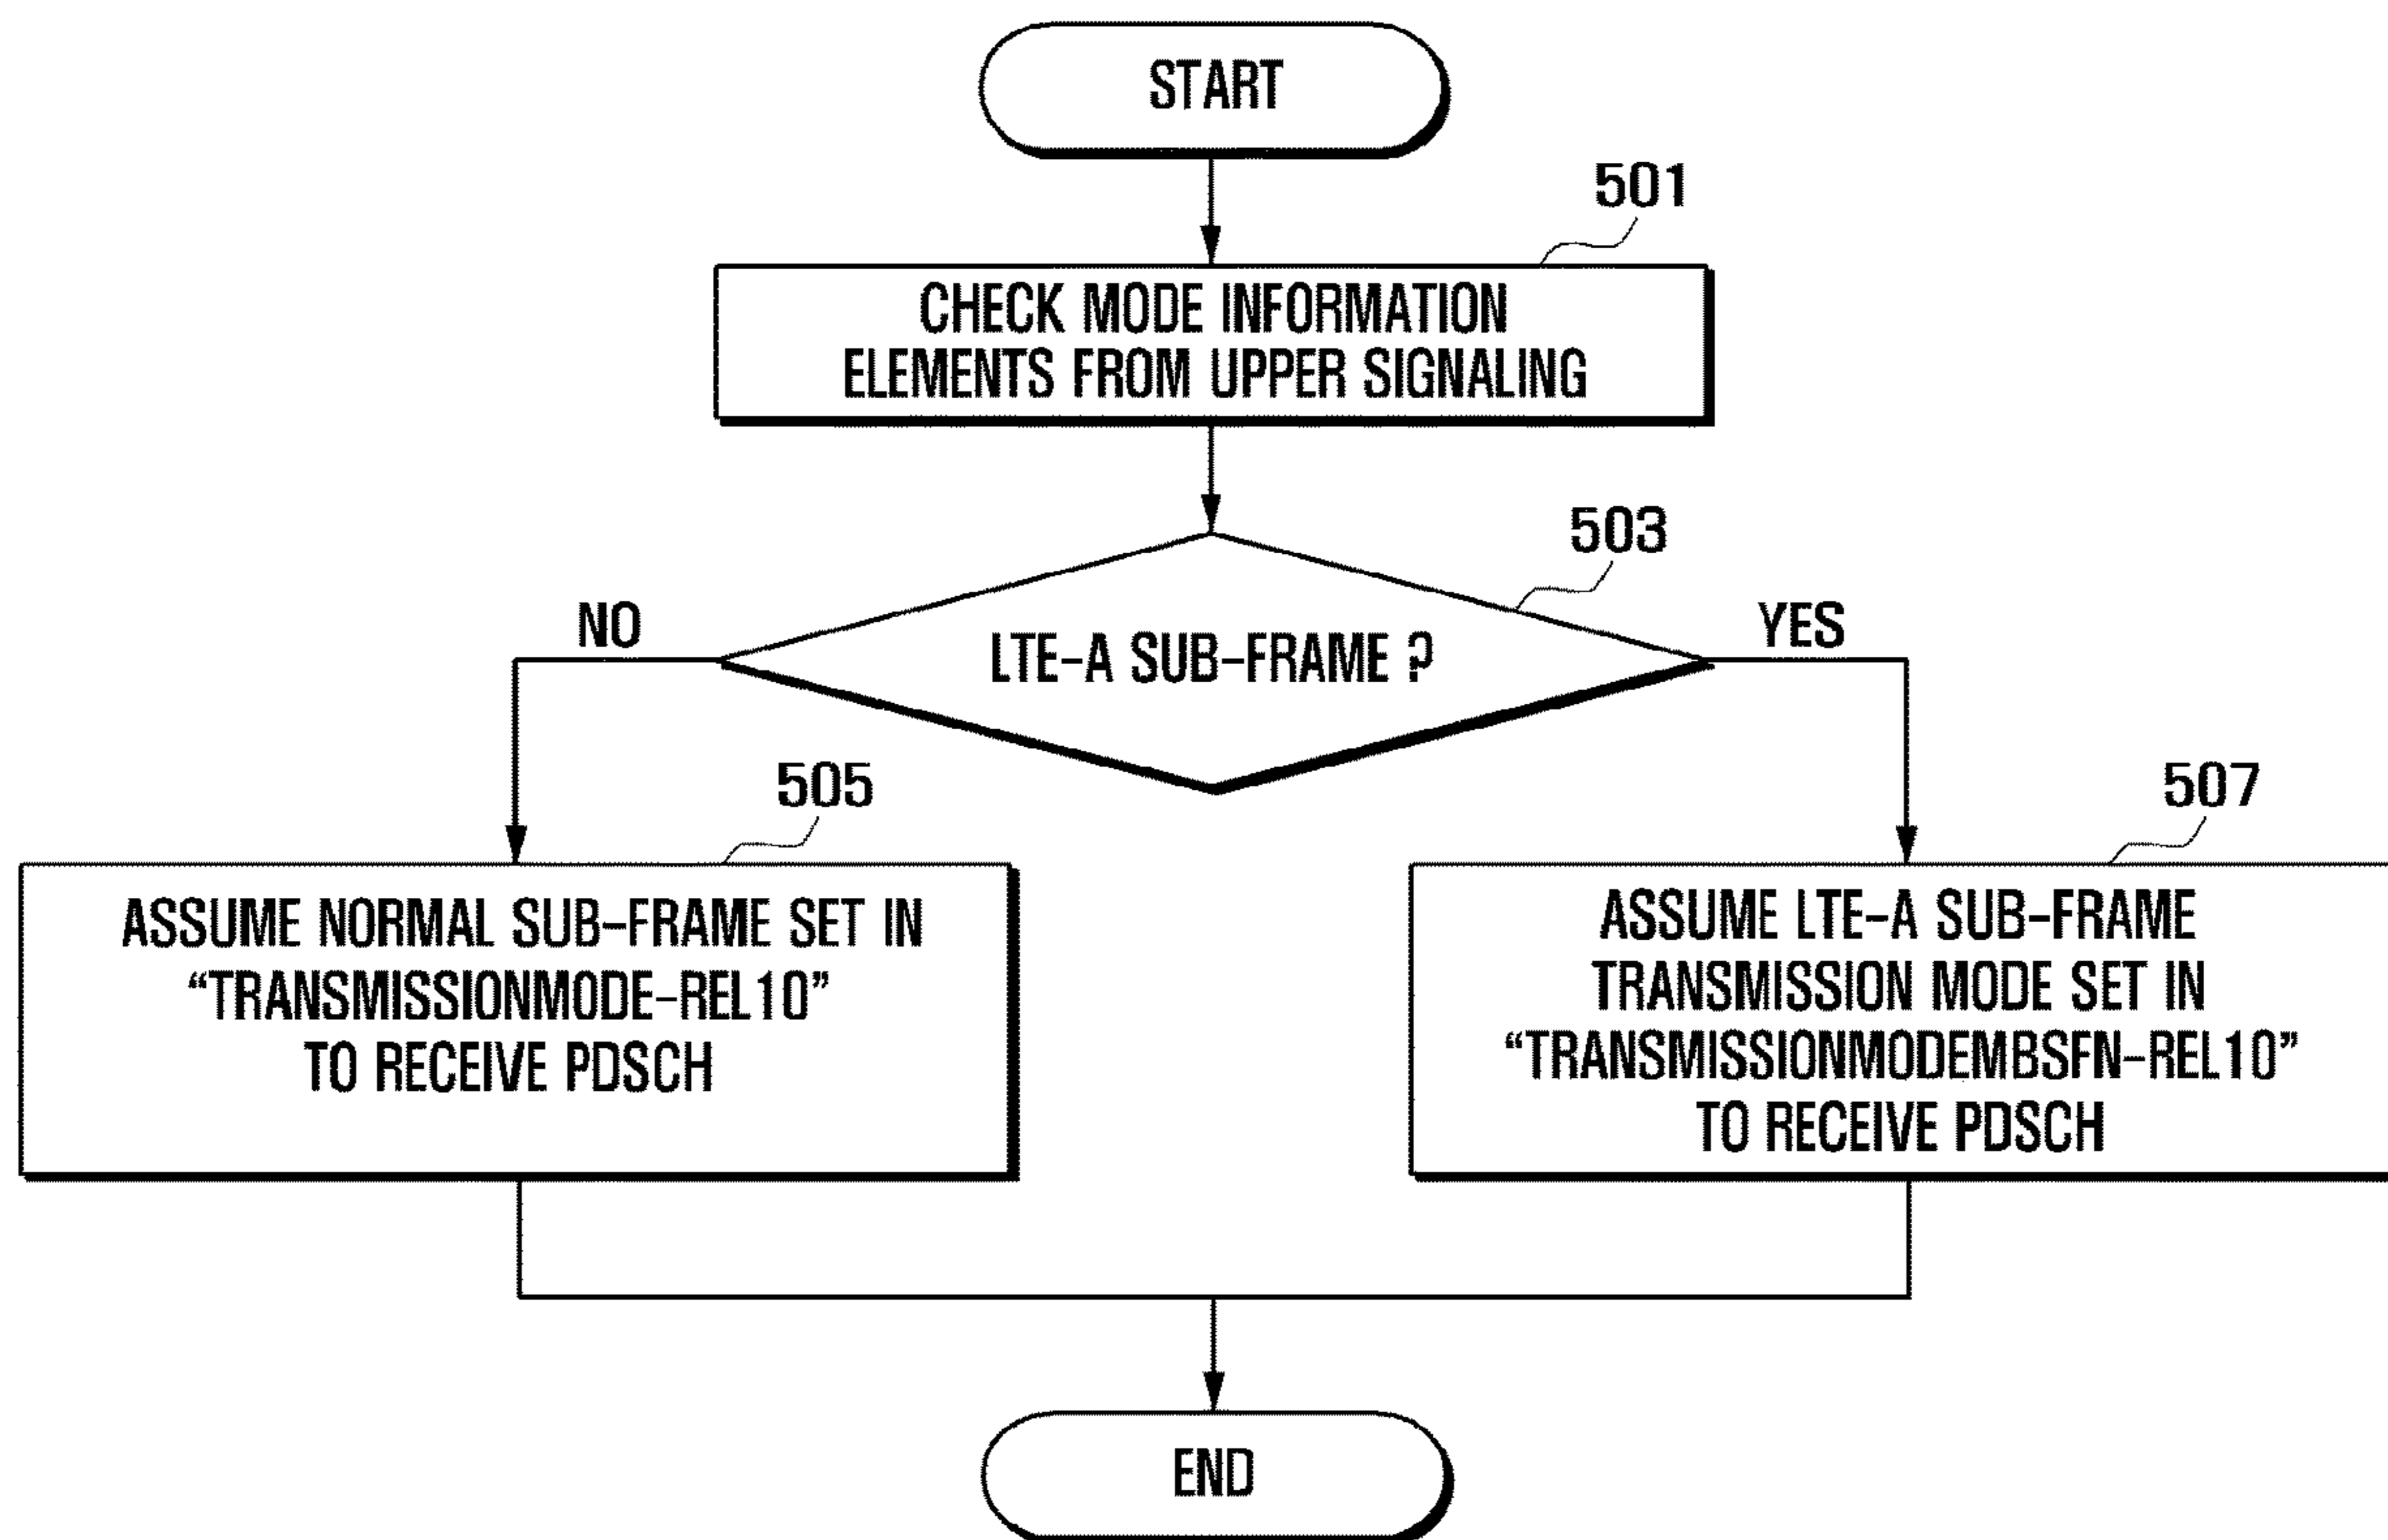 START
501
CHECK MODE INFORMATION
ELEMENTS FROM UPPER SIGNALING
503
NO
LTE-A SUB-FRAME ?
YES
505
ASSUME NORMAL SUB-FRAME SET IN
“TRANSMISSIONMODE-REL10”
TO RECEIVE PDSCH
507
ASSUME LTE-A SUB-FRAME
TRANSMISSION MODE SET IN
“TRANSMISSIONMODEMBSFN-REL10”
TO RECEIVE PDSCH
END